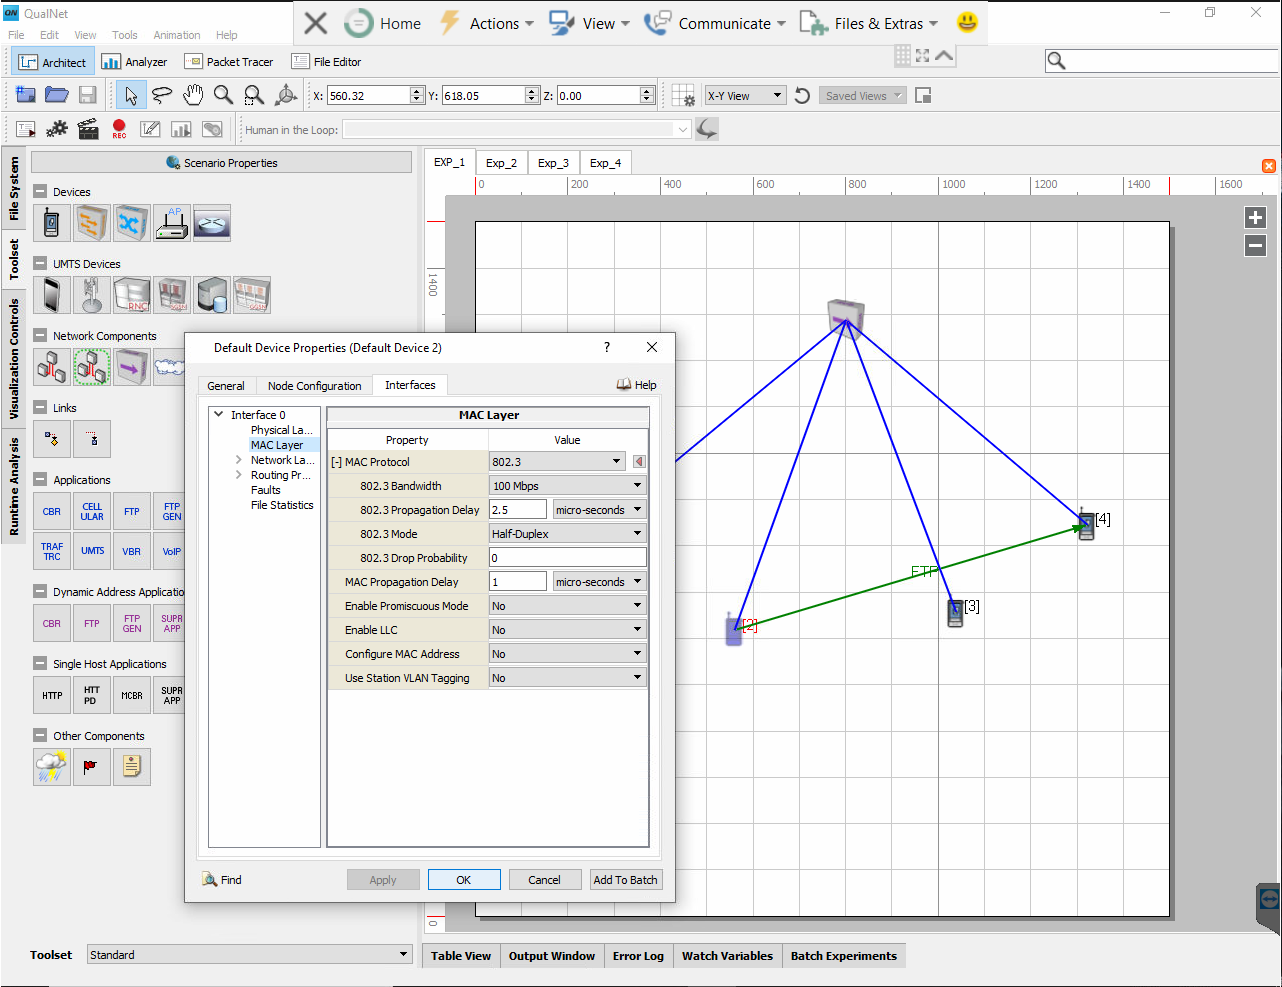 QN QualNet
File Edit View Tools Animation Help
Home Actions View Communicate Files & Extras
Architect Analyzer Packet Tracer File Editor
X: 560.32 Y: 618.05 Z: 0.00 X-Y View Saved Views
REC Human in the Loop:
File System
Toolset
Visualization Controls
Runtime Analysis
Scenario Properties
Devices
AP
UMTS Devices
RNC SGSN GGSN
Network Components
Links
Applications
CBR CELL ULAR FTP FTP GEN
TRAF TRC UMTS VBR VoIP
Dynamic Address Applicatio
CBR FTP FTP GEN SUPR APP
Single Host Applications
HTTP HTT PD MCBR SUPR APP
Other Components
Toolset Standard
EXP_1 Exp_2 Exp_3 Exp_4
0 200 400 600 800 1000 1200 1400 1600
1400
0
[4]
FTP
[3]
[2]
Default Device Properties (Default Device 2) ?
General Node Configuration Interfaces Help
Interface 0
Physical La...
MAC Layer
Network La...
Routing Pr...
Faults
File Statistics
MAC Layer
Property Value
[-] MAC Protocol 802.3
802.3 Bandwidth 100 Mbps
802.3 Propagation Delay 2.5 micro-seconds
802.3 Mode Half-Duplex
802.3 Drop Probability 0
MAC Propagation Delay 1 micro-seconds
Enable Promiscuous Mode No
Enable LLC No
Configure MAC Address No
Use Station VLAN Tagging No
Find Apply OK Cancel Add To Batch
Table View Output Window Error Log Watch Variables Batch Experiments